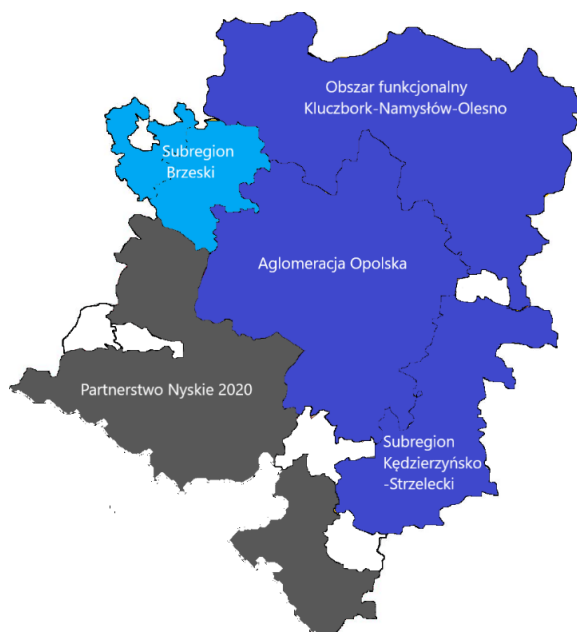 Obszar funkcjonalny
Kluczbork-Namysłów-Olesno
Subregion
Brzeski
Aglomeracja Opolska
Partnerstwo Nyskie 2020
Subregion
Kędzierzyńsko
-Strzelecki